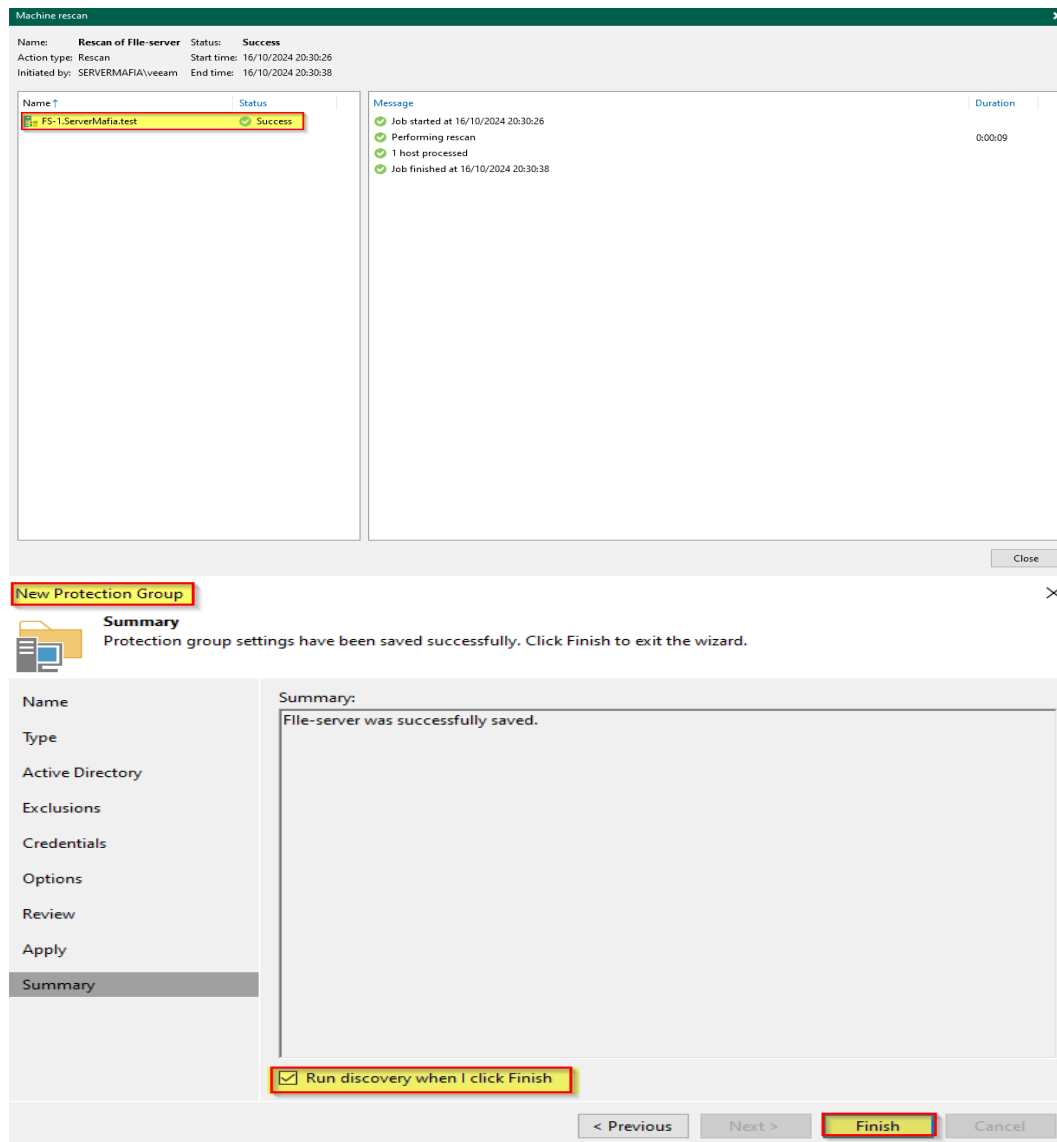 Machine rescan
Name: Rescan of FIle-server Status: Success
Action type: Rescan Start time: 16/10/2024 20:30:26
Initiated by: SERVERMAFIA\veeam End time: 16/10/2024 20:30:38
Name ↑ Status Message Duration
FS-1.ServerMafia.test Success Job started at 16/10/2024 20:30:26
Performing rescan 0:00:09
1 host processed
Job finished at 16/10/2024 20:30:38
Close
New Protection Group
Summary
Protection group settings have been saved successfully. Click Finish to exit the wizard.
Name
Type
Active Directory
Exclusions
Credentials
Options
Review
Apply
Summary
Summary:
FIle-server was successfully saved.
Run discovery when I click Finish
< Previous Next > Finish Cancel